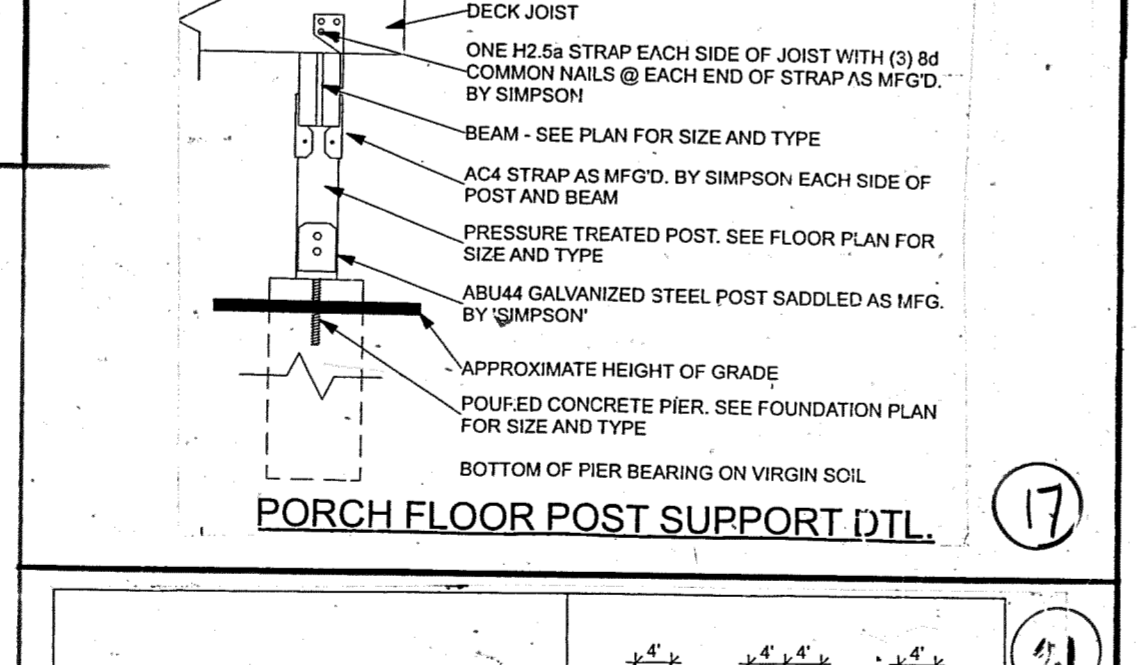 DECK JOIST
ONE H2.5a STRAP EACH SIDE OF JOIST WITH (3) 8d
COMMON NAILS @ EACH END OF STRAP AS MFG'D.
BY SIMPSON
BEAM - SEE PLAN FOR SIZE AND TYPE
AC4 STRAP AS MFG'D. BY SIMPSON EACH SIDE OF
POST AND BEAM
PRESSURE TREATED POST. SEE FLOOR PLAN FOR
SIZE AND TYPE
ABU44 GALVANIZED STEEL POST SADDLED AS MFG.
BY 'SIMPSON'
APPROXIMATE HEIGHT OF GRADE
POURED CONCRETE PIER. SEE FOUNDATION PLAN
FOR SIZE AND TYPE
BOTTOM OF PIER BEARING ON VIRGIN SOIL
PORCH FLOOR POST SUPPORT DTL.
17
4' 4' 4' 4'